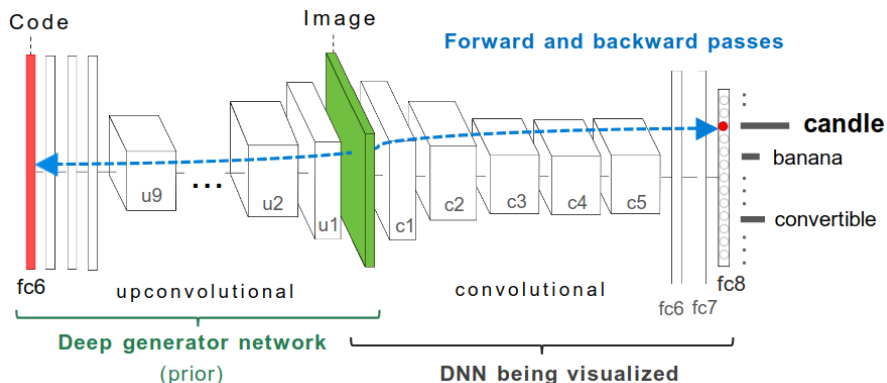 Code
Image
Forward and backward passes
candle
banana
convertible
u9
...
u2
u1
c1
c2
c3
c4
c5
fc6
upconvolutional
convolutional
fc6
fc7
fc8
Deep generator network
(prior)
DNN being visualized